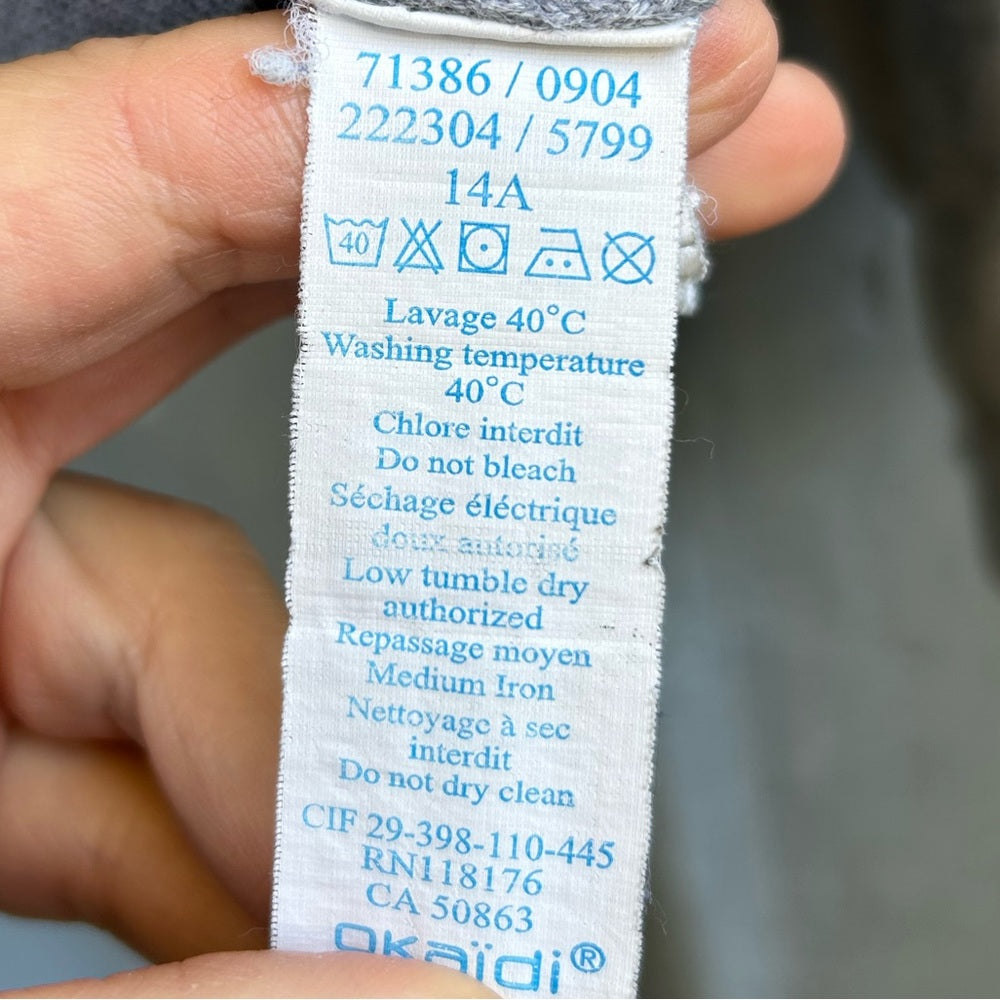 71386 / 0904
222304 / 5799
14A
40
Lavage 40°C
Washing temperature
40°C
Chlore interdit
Do not bleach
Séchage éléctrique
doux autorisé
Low tumble dry
authorized
Repassage moyen
Medium Iron
Nettoyage à sec
interdit
Do not dry clean
CIF 29-398-110-445
RN118176
CA 50863
OKaïdi®